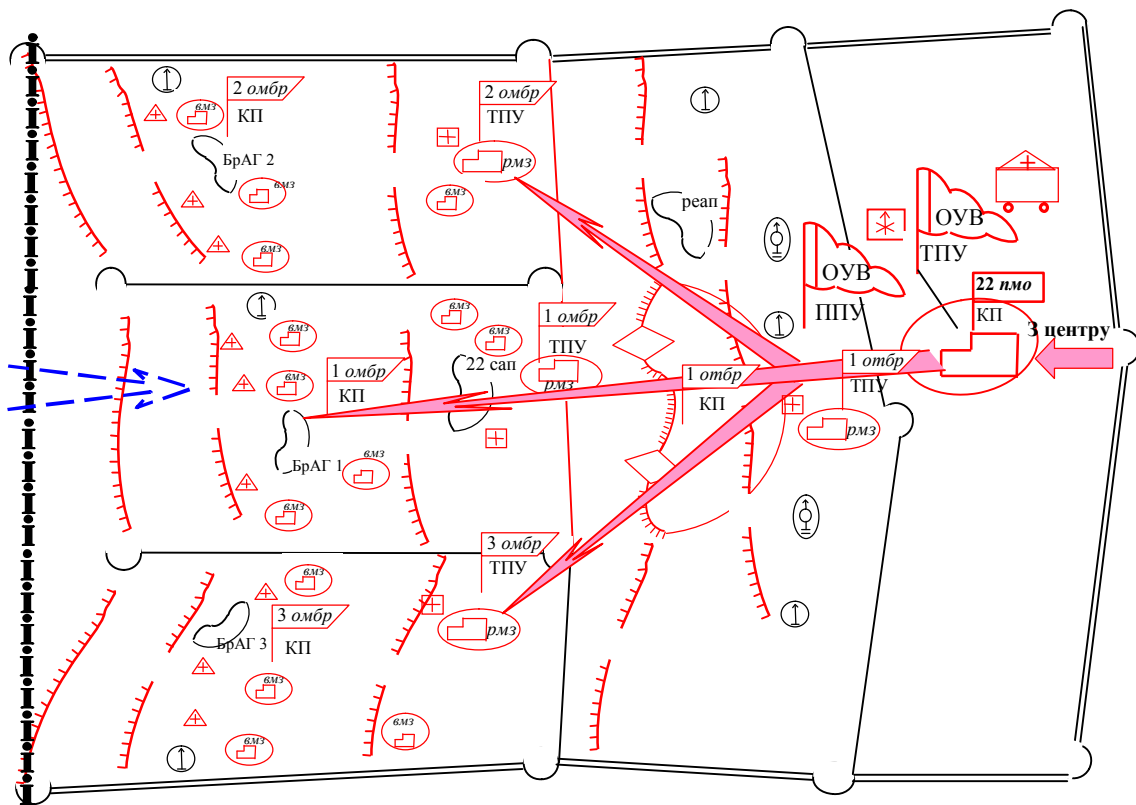 2 омбр
КП
вмз
БрАГ 2
вмз
вмз
2 омбр
ТПУ
рмз
вмз
реап
ОУВ
ТПУ
ОУВ
ППУ
22 пмо
КП
З центру
вмз
вмз
1 омбр
КП
БрАГ 1
вмз
вмз
вмз
вмз
22 сап
1 омбр
ТПУ
рмз
1 отбр
КП
1 отбр
ТПУ
рмз
вмз
БрАГ 3
3 омбр
КП
вмз
вмз
вмз
3 омбр
ТПУ
рмз